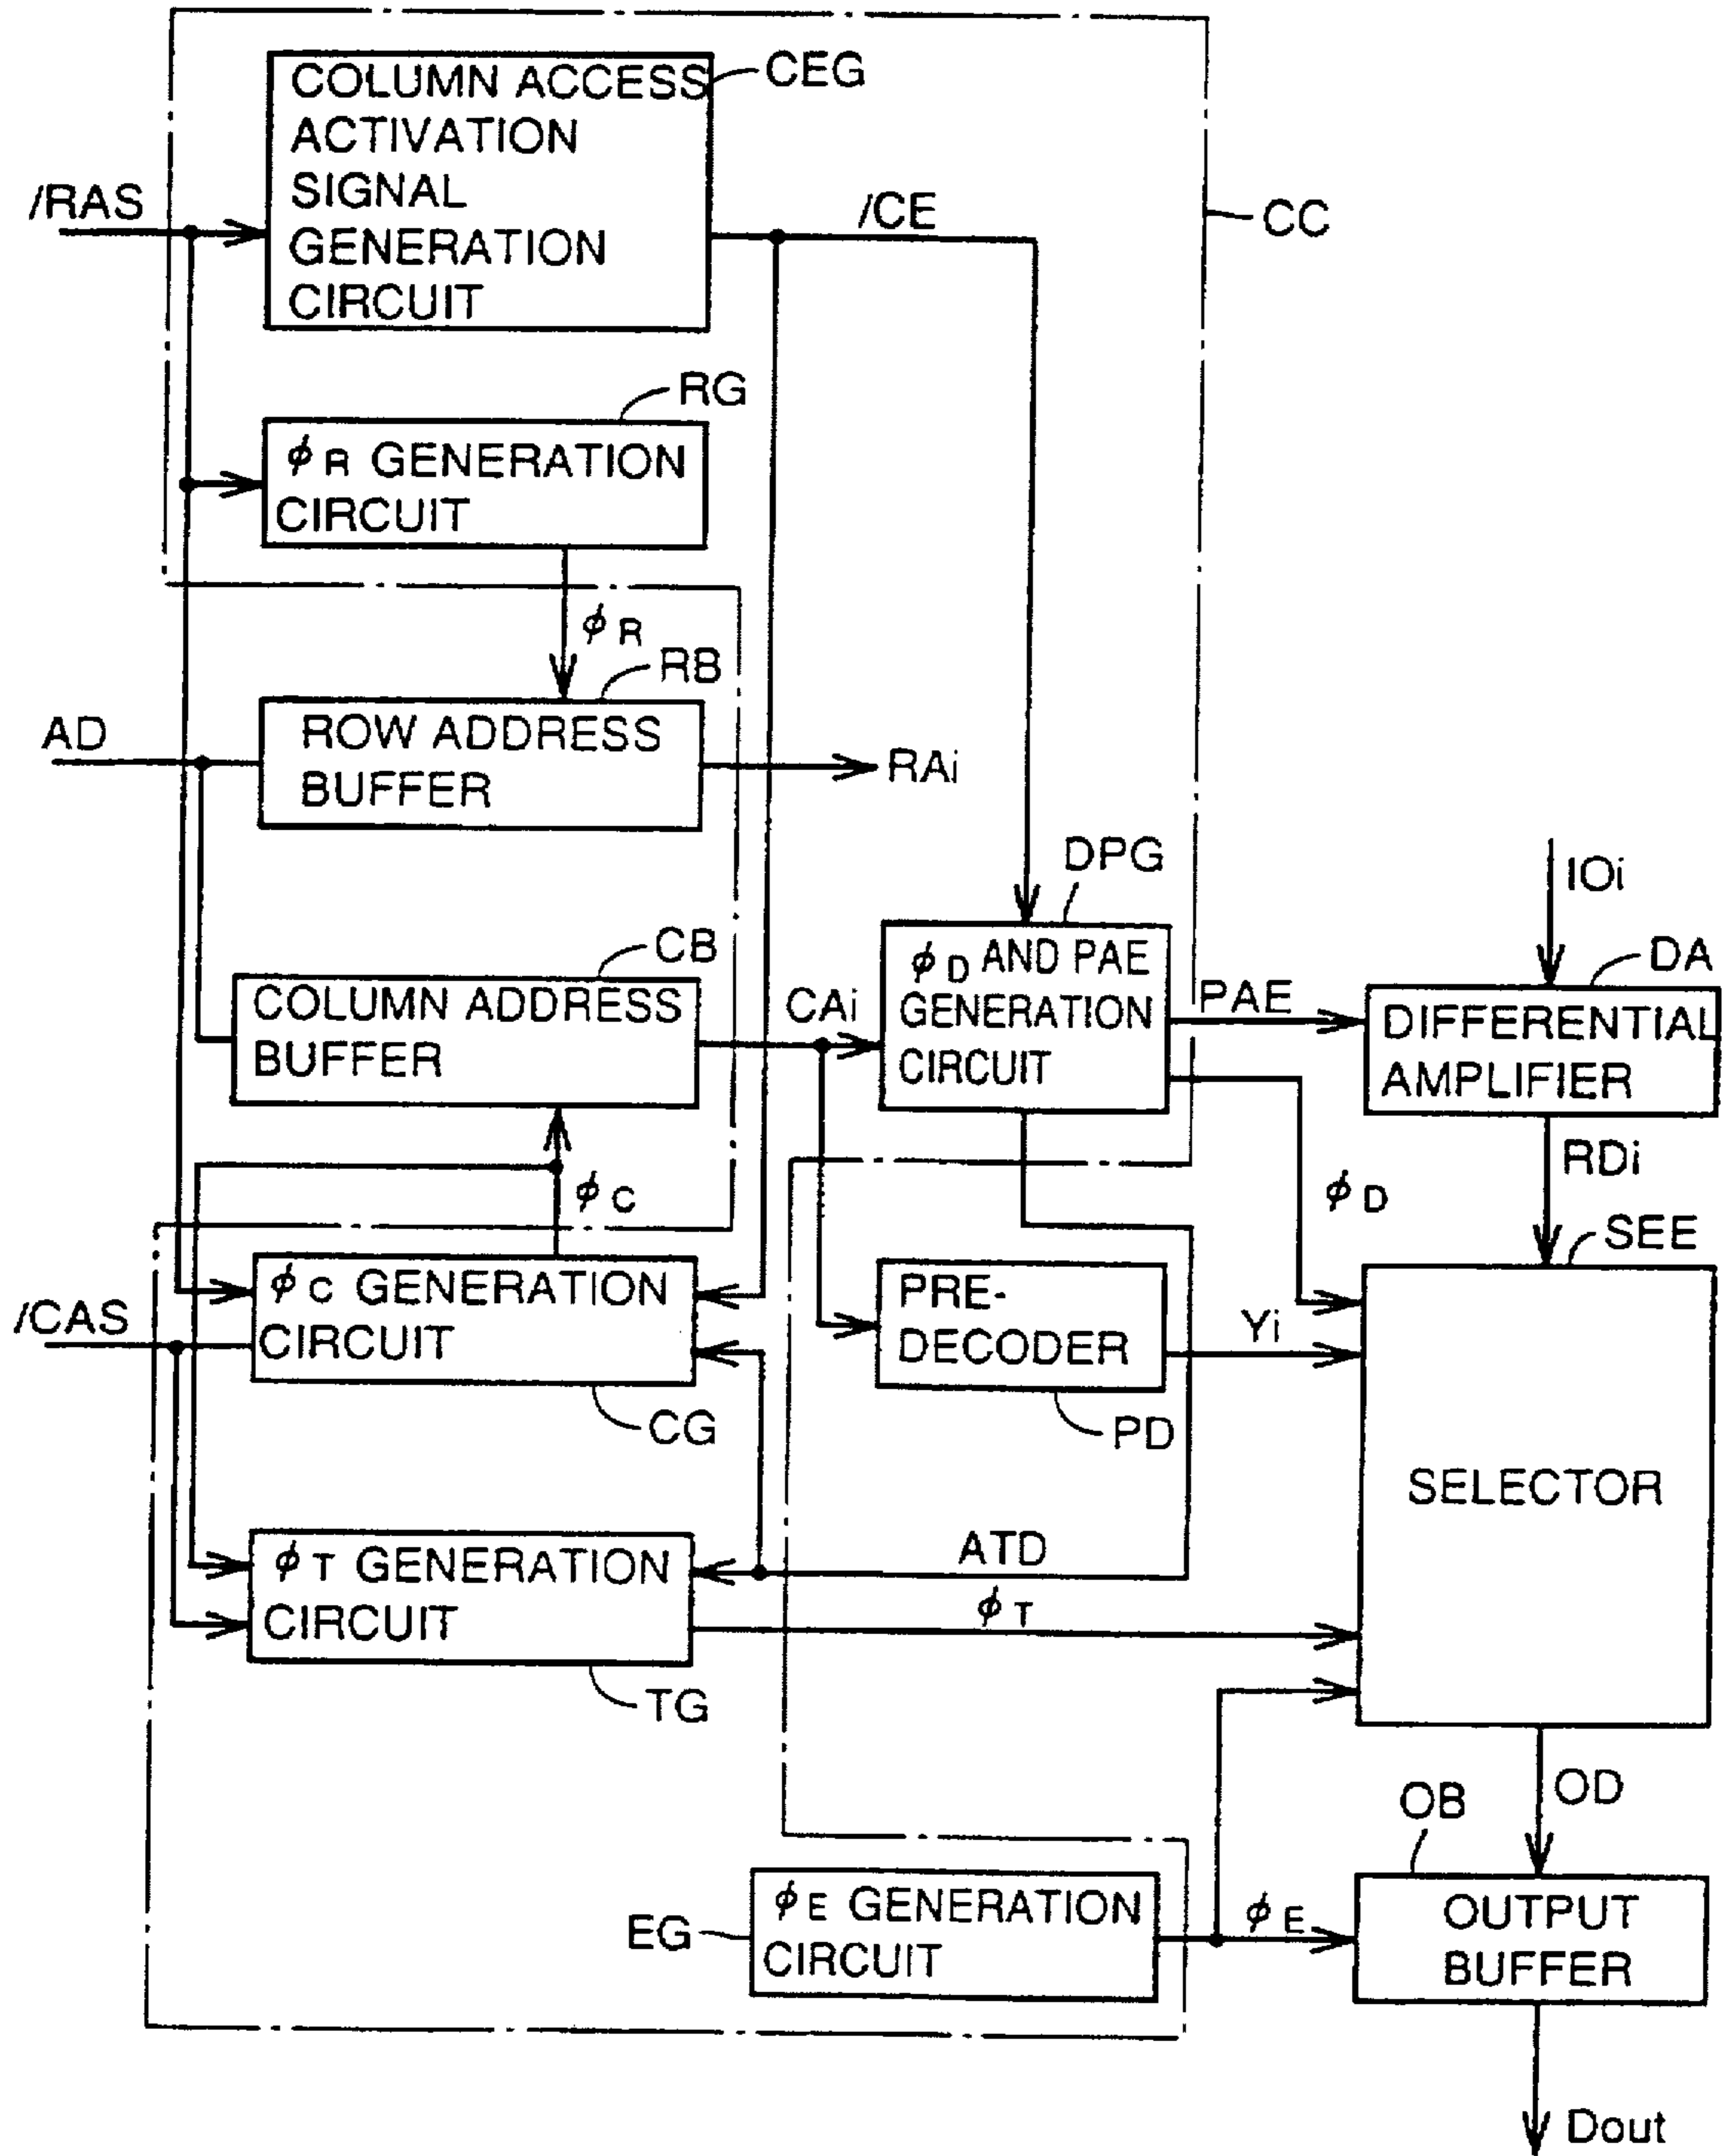 COLUMN ACCESS
ACTIVATION
SIGNAL
GENERATION
CIRCUIT
CEG
/RAS
/CE
CC
RG
ϕR GENERATION
CIRCUIT
ϕR
RB
AD
ROW ADDRESS
BUFFER
RAi
DPG
IOi
CB
COLUMN ADDRESS
BUFFER
CAi
ϕD AND PAE
GENERATION
CIRCUIT
PAE
DA
DIFFERENTIAL
AMPLIFIER
RDi
ϕC
ϕD
SEE
/CAS
ϕC GENERATION
CIRCUIT
CG
PRE-
DECODER
PD
Yi
SELECTOR
ϕT GENERATION
CIRCUIT
TG
ATD
ϕT
OD
OB
EG
ϕE GENERATION
CIRCUIT
ϕE
OUTPUT
BUFFER
Dout